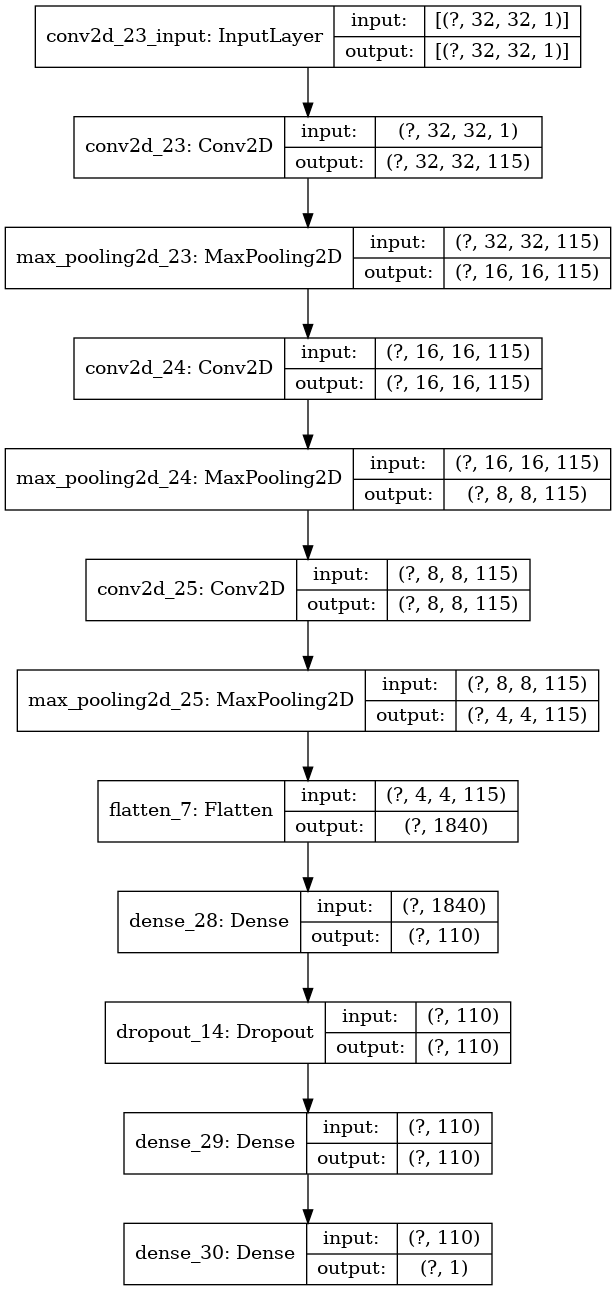 conv2d_23_input: InputLayer
input: [(?, 32, 32, 1)]
output: [(?, 32, 32, 1)]
conv2d_23: Conv2D
input: (?, 32, 32, 1)
output: (?, 32, 32, 115)
max_pooling2d_23: MaxPooling2D
input: (?, 32, 32, 115)
output: (?, 16, 16, 115)
conv2d_24: Conv2D
input: (?, 16, 16, 115)
output: (?, 16, 16, 115)
max_pooling2d_24: MaxPooling2D
input: (?, 16, 16, 115)
output: (?, 8, 8, 115)
conv2d_25: Conv2D
input: (?, 8, 8, 115)
output: (?, 8, 8, 115)
max_pooling2d_25: MaxPooling2D
input: (?, 8, 8, 115)
output: (?, 4, 4, 115)
flatten_7: Flatten
input: (?, 4, 4, 115)
output: (?, 1840)
dense_28: Dense
input: (?, 1840)
output: (?, 110)
dropout_14: Dropout
input: (?, 110)
output: (?, 110)
dense_29: Dense
input: (?, 110)
output: (?, 110)
dense_30: Dense
input: (?, 110)
output: (?, 1)